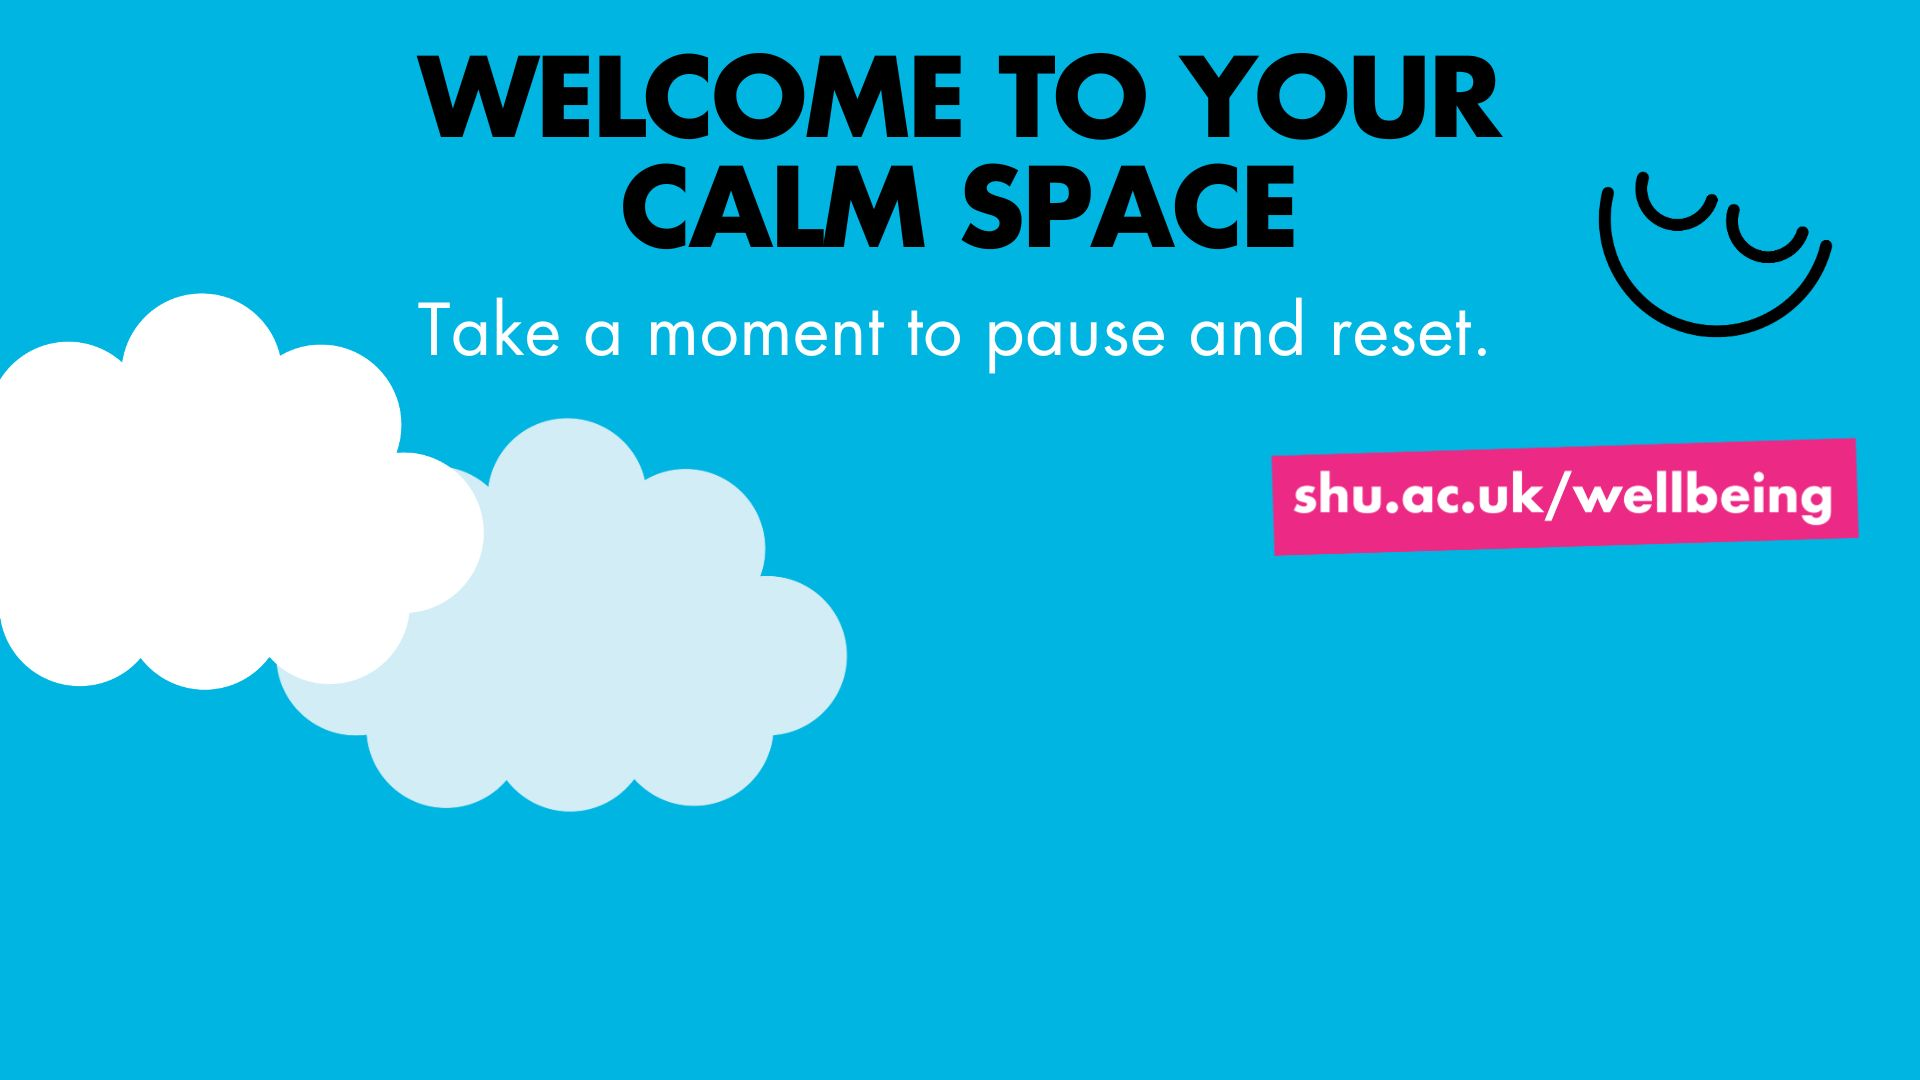 WELCOME TO YOUR
CALM SPACE
Take a moment to pause and reset.
shu.ac.uk/wellbeing